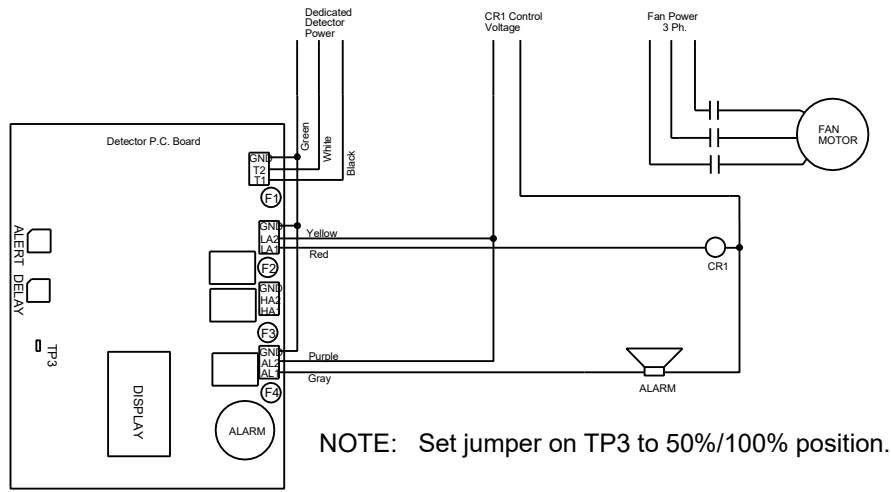 Dedicated
Detector
Power
CR1 Control
Voltage
Fan Power
3 Ph.
Detector P.C. Board
Green
White
Black
FAN
MOTOR
GND
T2
T1
F1
GND
LA2
LA1
Yellow
Red
F2
CR1
ALERT
DELAY
GND
HA2
HA1
F3
TP3
GND
AL2
AL1
Purple
Gray
F4
ALARM
DISPLAY
ALARM
NOTE: Set jumper on TP3 to 50%/100% position.